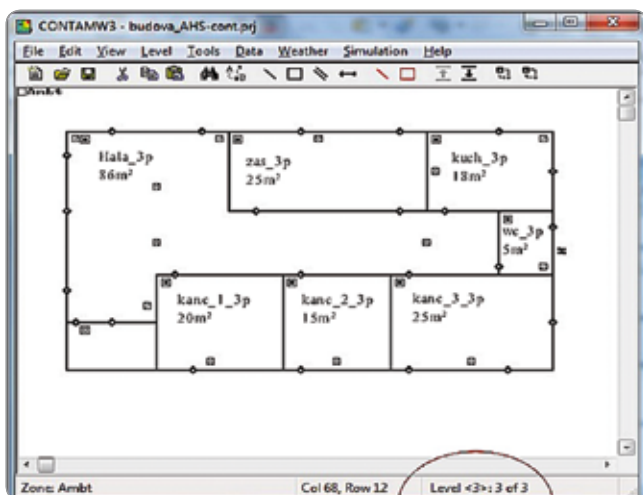 CONTAMW3 - budova_AHS-cont.prj
File Edit View Level Tools Data Weather Simulation Help
Ambt
Hala_3p
86m²
zas_3p
25m²
kuch_3p
18m²
wc_3p
5m²
kanc_1_3p
20m²
kanc_2_3p
15m²
kanc_3_3p
25m²
Zone: Ambt Col 68, Row 12 Level <3>: 3 of 3